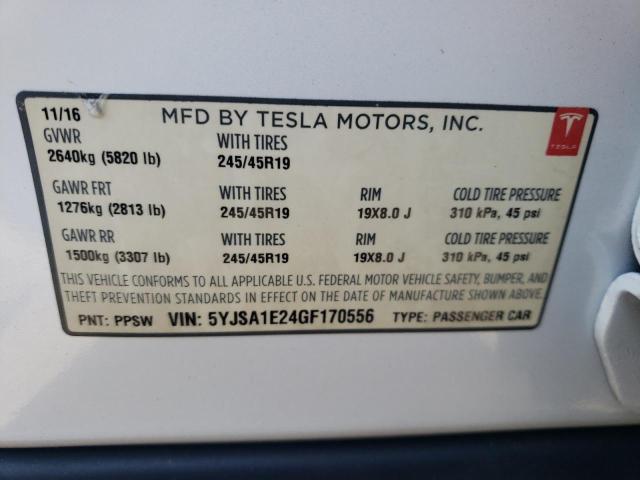 11/16 MFD BY TESLA MOTORS, INC.
GVWR WITH TIRES
2640kg (5820 lb) 245/45R19
TESLA
GAWR FRT WITH TIRES RIM COLD TIRE PRESSURE
1276kg (2813 lb) 245/45R19 19X8.0 J 310 kPa, 45 psi
GAWR RR WITH TIRES RIM COLD TIRE PRESSURE
1500kg (3307 lb) 245/45R19 19X8.0 J 310 kPa, 45 psi
THIS VEHICLE CONFORMS TO ALL APPLICABLE U.S. FEDERAL MOTOR VEHICLE SAFETY, BUMPER, AND
THEFT PREVENTION STANDARDS IN EFFECT ON THE DATE OF MANUFACTURE SHOWN ABOVE.
PNT: PPSW VIN: 5YJSA1E24GF170556 TYPE: PASSENGER CAR